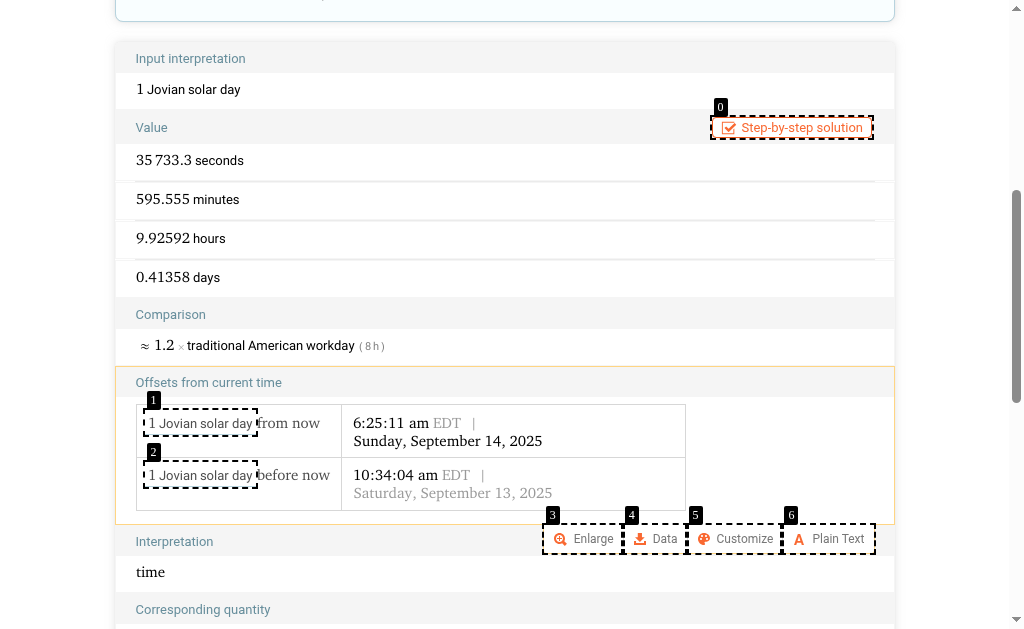 Input interpretation
1 Jovian solar day
0
Value
Step-by-step solution
35 733.3 seconds
595.555 minutes
9.92592 hours
0.41358 days
Comparison
≈ 1.2 × traditional American workday (8h)
Offsets from current time
1
1 Jovian solar day from now
6:25:11 am EDT |
Sunday, September 14, 2025
2
1 Jovian solar day before now
10:34:04 am EDT |
Saturday, September 13, 2025
3 4 5 6
Interpretation
Enlarge Data Customize Plain Text
time
Corresponding quantity